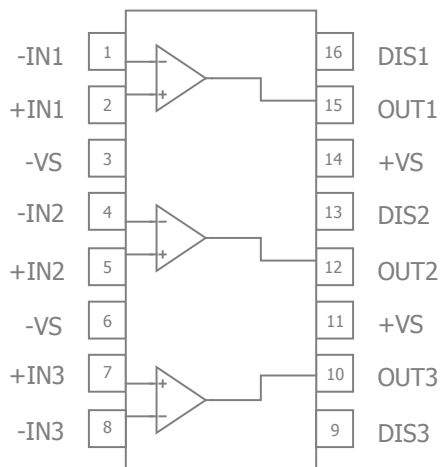 -IN1 1 − 16 DIS1
+IN1 2 + 15 OUT1
-VS 3 14 +VS
-IN2 4 − 13 DIS2
+IN2 5 + 12 OUT2
-VS 6 11 +VS
+IN3 7 + 10 OUT3
-IN3 8 − 9 DIS3